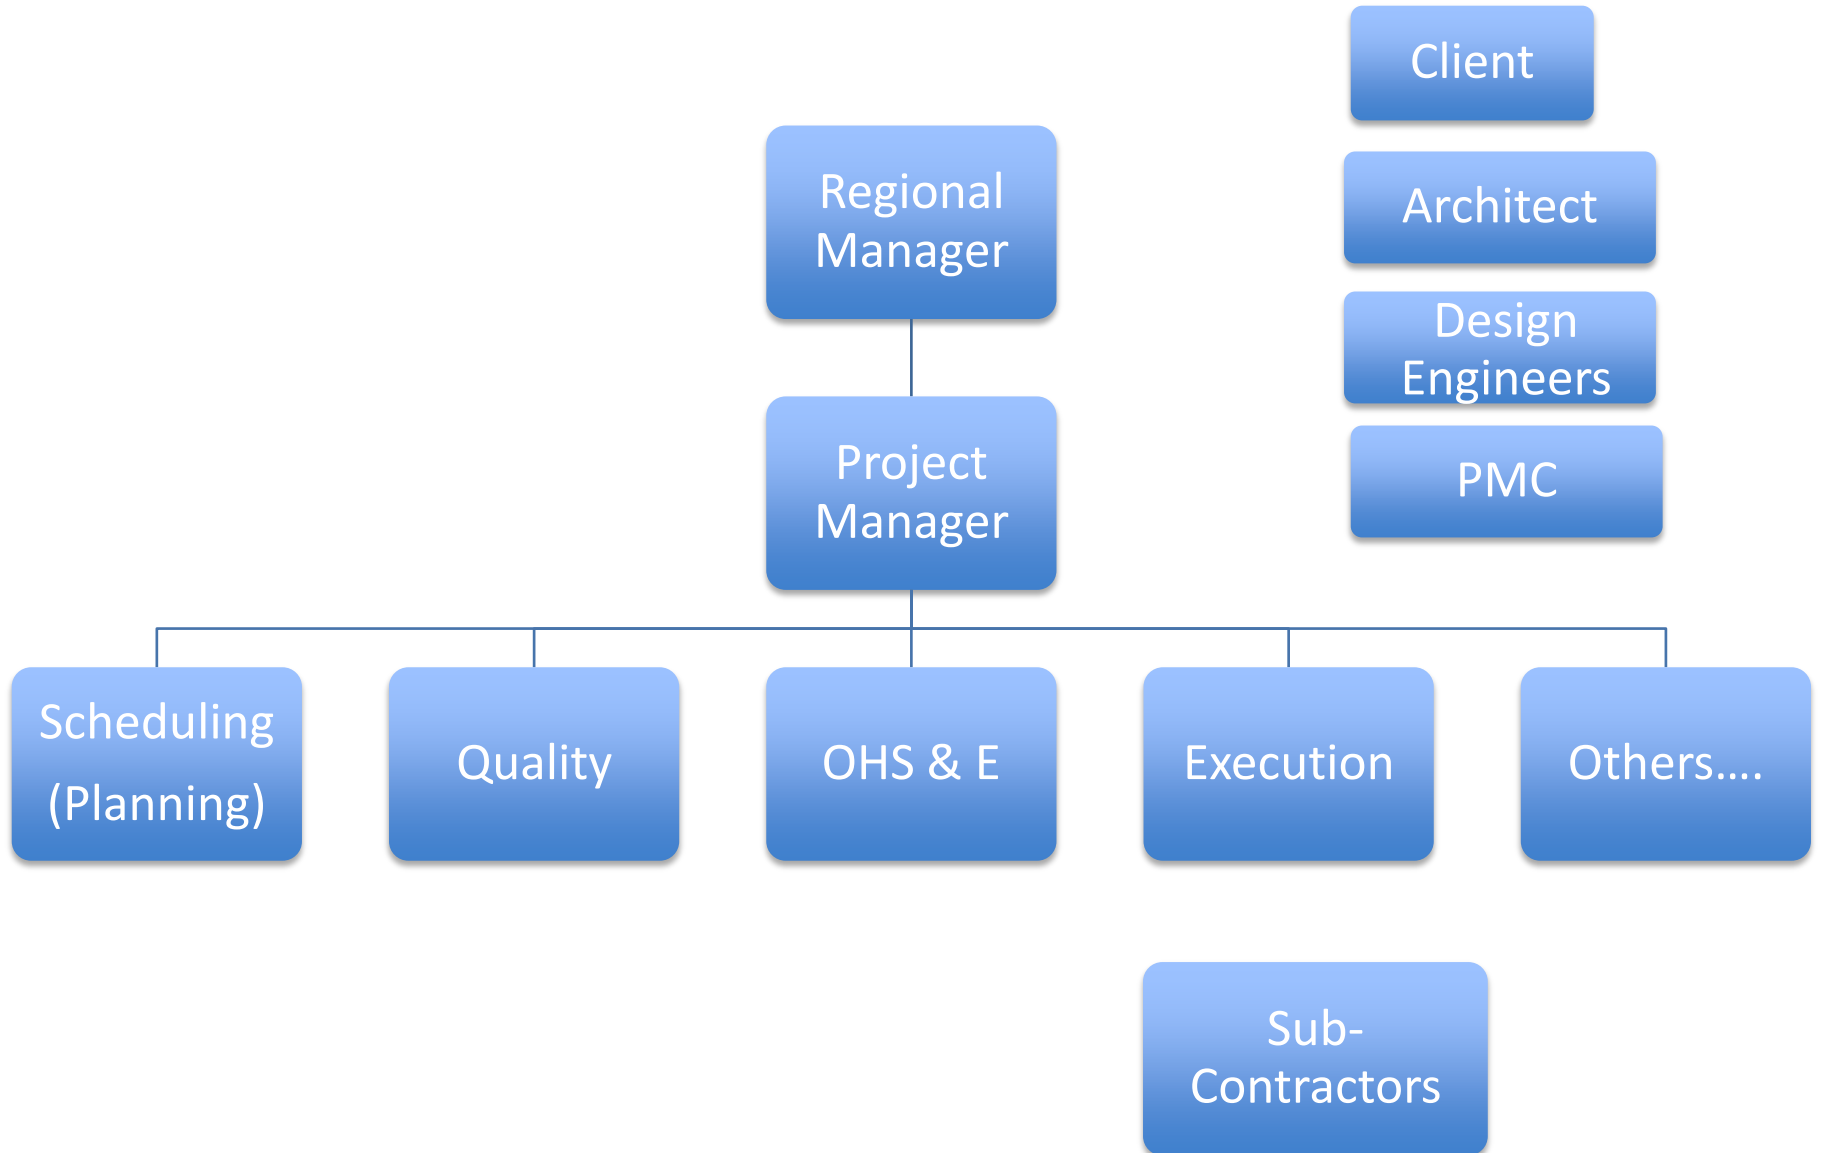 Client
Regional
Manager
Architect
Design
Engineers
Project
Manager
PMC
Scheduling
(Planning)
Quality
OHS & E
Execution
Others....
Sub-
Contractors